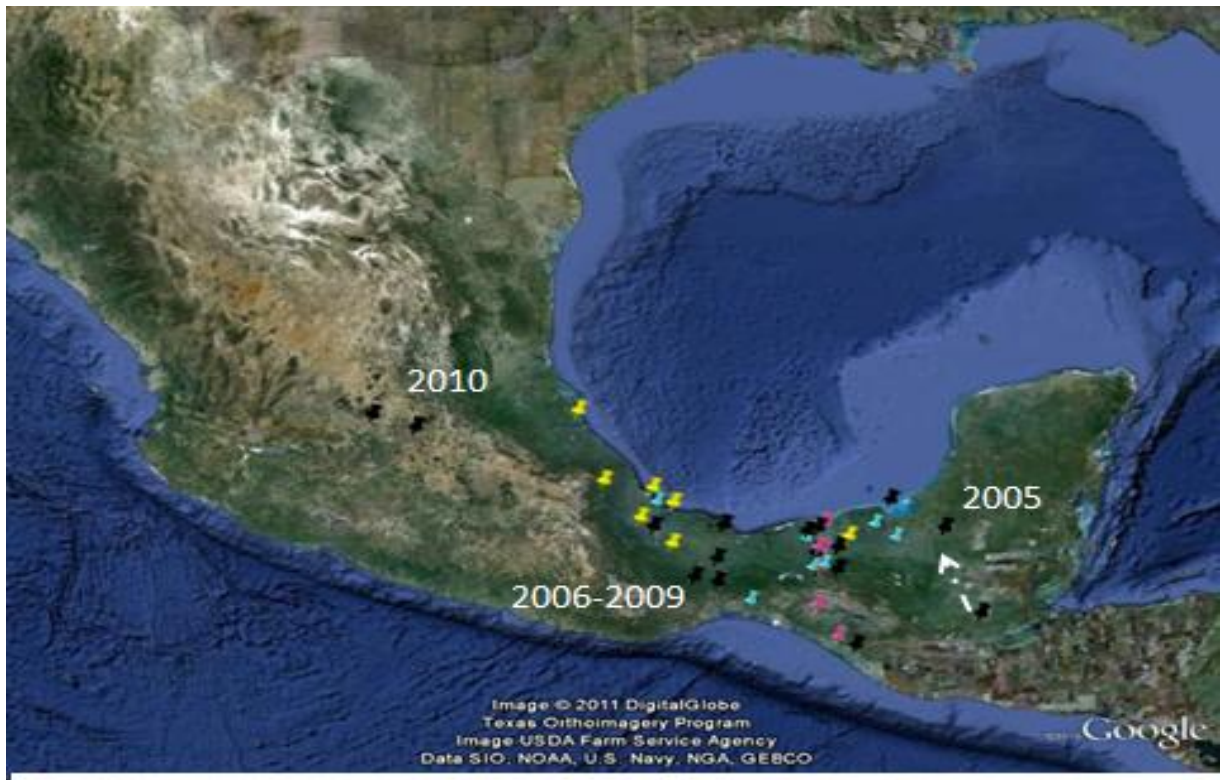 2010
2005
2006-2009
Image © 2011 DigitalGlobe
Texas Orthoimagery Program
Image USDA Farm Service Agency
Data SIO, NOAA, U.S. Navy, NGA, GEBCO
Google